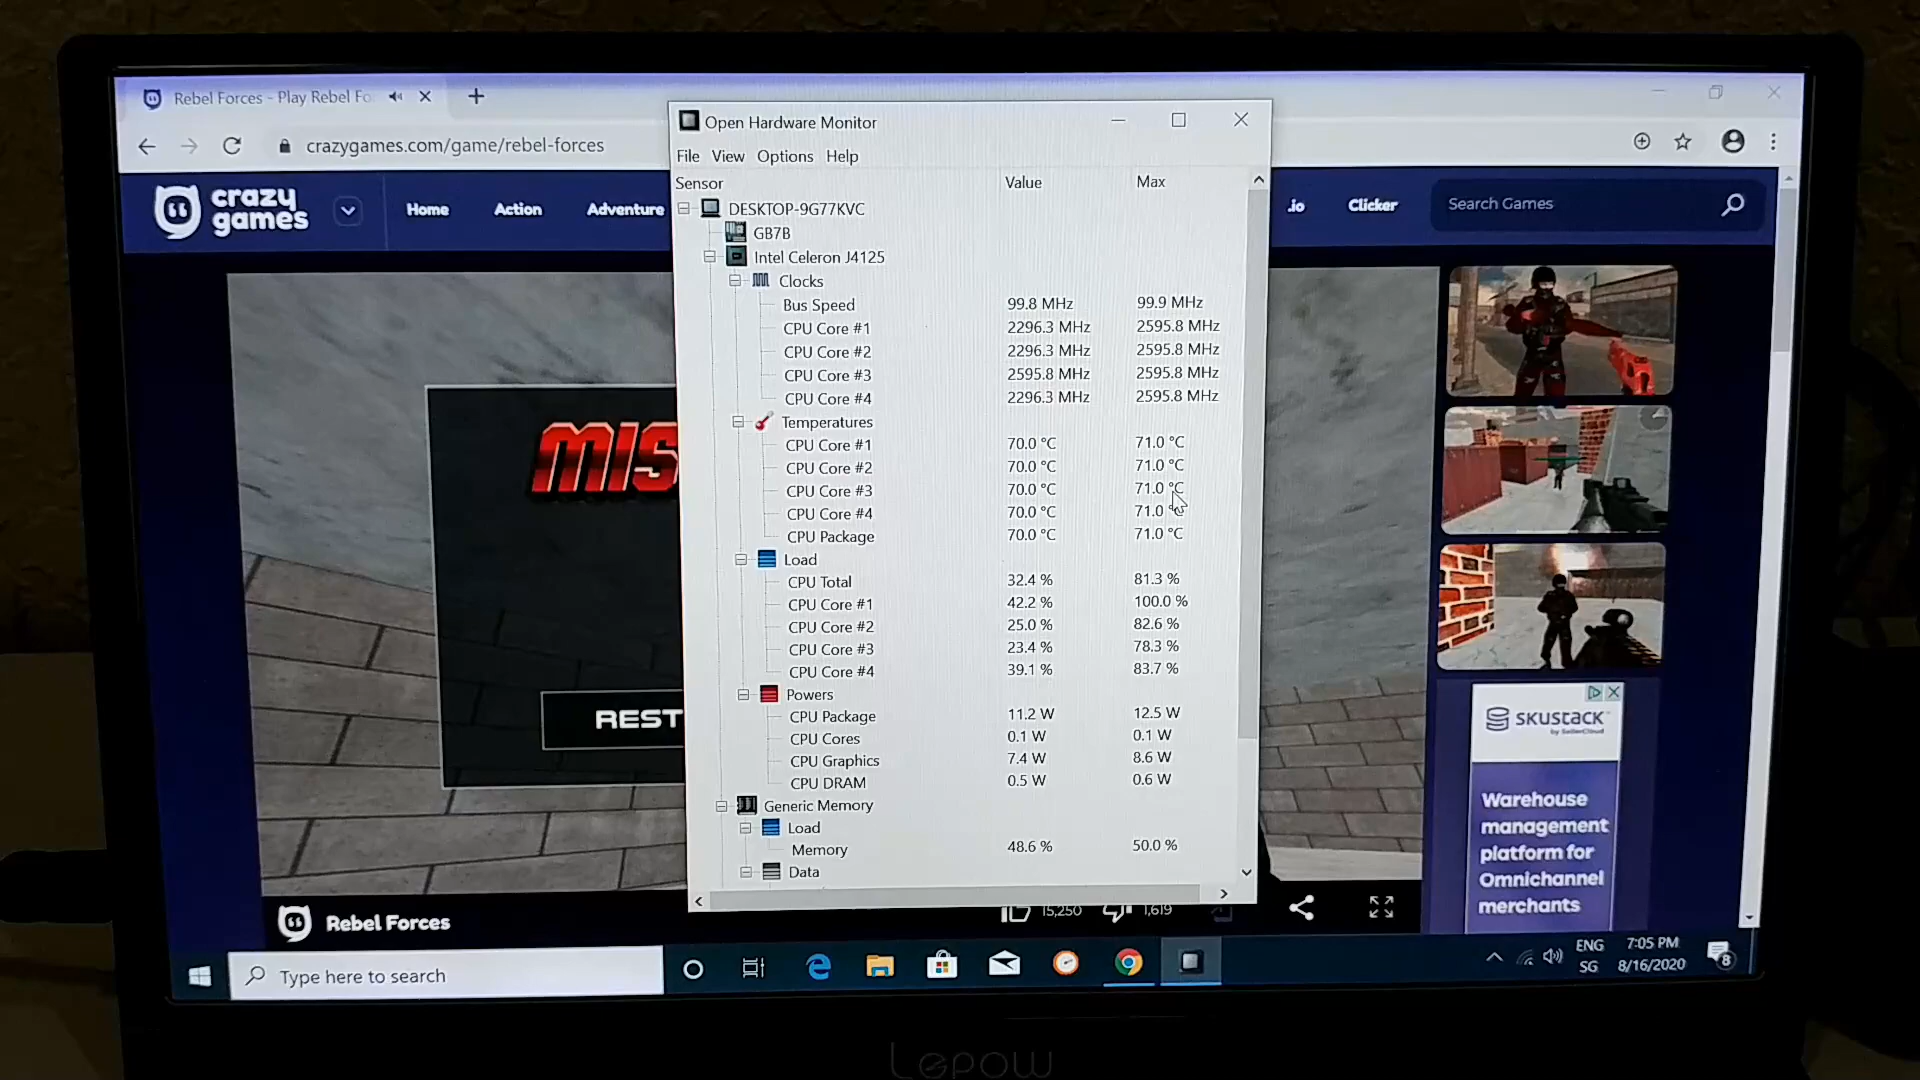 Rebel Forces - Play Rebel Fo
crazygames.com/game/rebel-forces
crazy
games
Home
Action
Adventure
.io
Clicker
Search Games
Open Hardware Monitor
File View Options Help
Sensor Value Max
DESKTOP-9G77KVC
GB7B
Intel Celeron J4125
Clocks
Bus Speed 99.8 MHz 99.9 MHz
CPU Core #1 2296.3 MHz 2595.8 MHz
CPU Core #2 2296.3 MHz 2595.8 MHz
CPU Core #3 2595.8 MHz 2595.8 MHz
CPU Core #4 2296.3 MHz 2595.8 MHz
Temperatures
CPU Core #1 70.0 °C 71.0 °C
CPU Core #2 70.0 °C 71.0 °C
CPU Core #3 70.0 °C 71.0 °C
CPU Core #4 70.0 °C 71.0 °C
CPU Package 70.0 °C 71.0 °C
Load
CPU Total 32.4 % 81.3 %
CPU Core #1 42.2 % 100.0 %
CPU Core #2 25.0 % 82.6 %
CPU Core #3 23.4 % 78.3 %
CPU Core #4 39.1 % 83.7 %
Powers
CPU Package 11.2 W 12.5 W
CPU Cores 0.1 W 0.1 W
CPU Graphics 7.4 W 8.6 W
CPU DRAM 0.5 W 0.6 W
Generic Memory
Load
Memory 48.6 % 50.0 %
Data
MIS
REST
SKUSTACK
by SellerCloud
Warehouse
management
platform for
Omnichannel
merchants
Rebel Forces
15,250
1,619
Type here to search
ENG
SG
7:05 PM
8/16/2020
8
Lepow